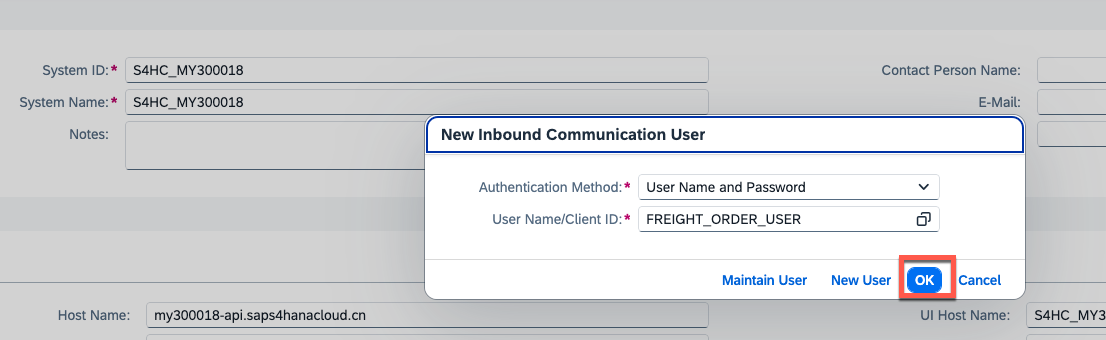 System ID:* S4HC_MY300018 Contact Person Name:
System Name:* S4HC_MY300018 E-Mail:
Notes:
New Inbound Communication User
Authentication Method:* User Name and Password
User Name/Client ID:* FREIGHT_ORDER_USER
Maintain User New User OK Cancel
Host Name: my300018-api.saps4hanacloud.cn UI Host Name: S4HC_MY3